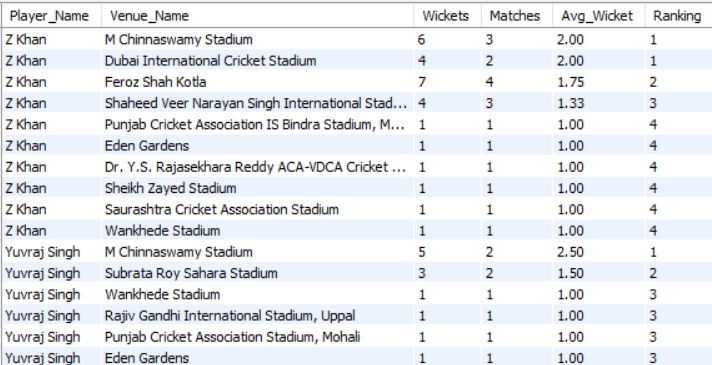 Player_Name Venue_Name Wickets Matches Avg_Wicket Ranking
Z Khan M Chinnaswamy Stadium 6 3 2.00 1
Z Khan Dubai International Cricket Stadium 4 2 2.00 1
Z Khan Feroz Shah Kotla 7 4 1.75 2
Z Khan Shaheed Veer Narayan Singh International Stad... 4 3 1.33 3
Z Khan Punjab Cricket Association IS Bindra Stadium, M... 1 1 1.00 4
Z Khan Eden Gardens 1 1 1.00 4
Z Khan Dr. Y.S. Rajasekhara Reddy ACA-VDCA Cricket ... 1 1 1.00 4
Z Khan Sheikh Zayed Stadium 1 1 1.00 4
Z Khan Saurashtra Cricket Association Stadium 1 1 1.00 4
Z Khan Wankhede Stadium 1 1 1.00 4
Yuvraj Singh M Chinnaswamy Stadium 5 2 2.50 1
Yuvraj Singh Subrata Roy Sahara Stadium 3 2 1.50 2
Yuvraj Singh Wankhede Stadium 1 1 1.00 3
Yuvraj Singh Rajiv Gandhi International Stadium, Uppal 1 1 1.00 3
Yuvraj Singh Punjab Cricket Association Stadium, Mohali 1 1 1.00 3
Yuvraj Singh Eden Gardens 1 1 1.00 3